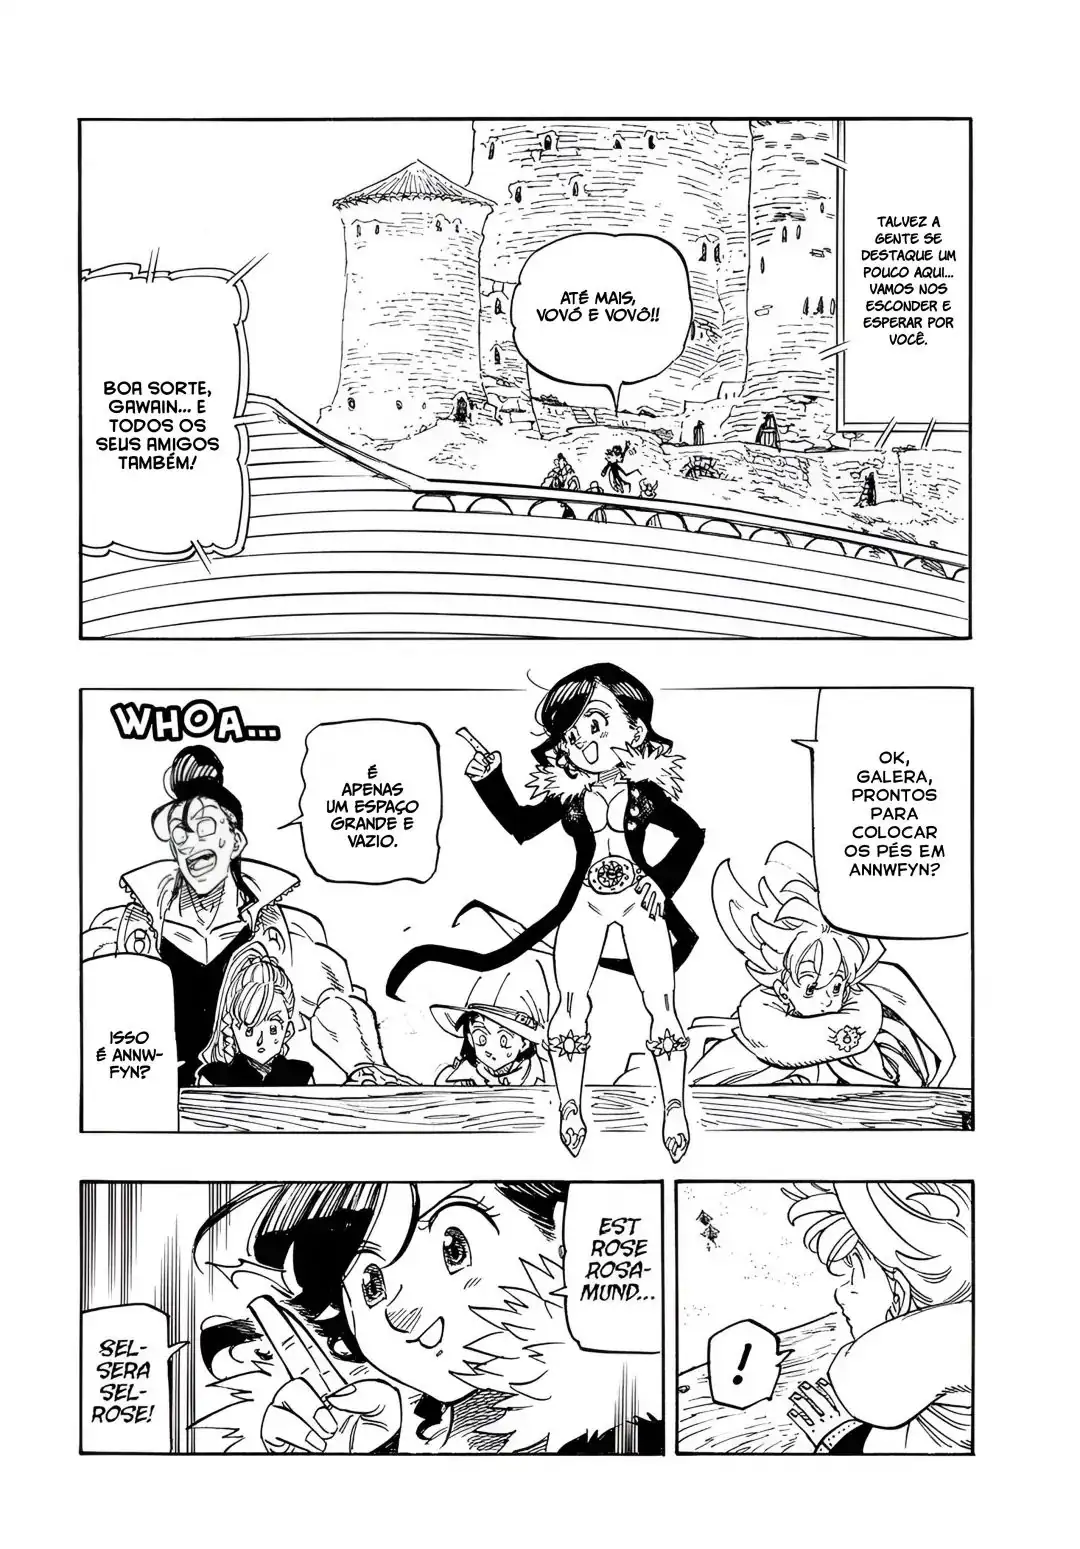 TALVEZ A
GENTE SE
DESTAQUE UM
POUCO AQUI...
VAMOS NOS
ESCONDER E
ESPERAR POR
VOCÊ.
ATÉ MAIS,
VOVÓ E VOVÔ!!
BOA SORTE,
GAWAIN... E
TODOS OS
SEUS AMIGOS
TAMBÉM!
OK,
GALERA,
PRONTOS
PARA
COLOCAR
OS PÉS EM
ANNWFYN?
WHOA...
É
APENAS
UM ESPAÇO
GRANDE E
VAZIO.
ISSO
É ANNW-
FYN?
!
EST
ROSE
ROSA-
MUND...
SEL-
SERA
SEL-
ROSE!